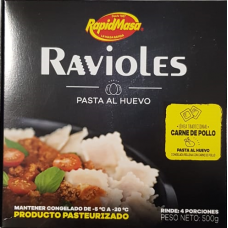 RapidMasa
RAVIOLES
PASTA AL HUEVO
CARNE DE POLLO
PASTA AL HUEVO
MANTENER CONGELADO DE -5 °C A -20 °C
PRODUCTO PASTEURIZADO
RINDE: 4 PORCIONES
PESO NETO: 500g